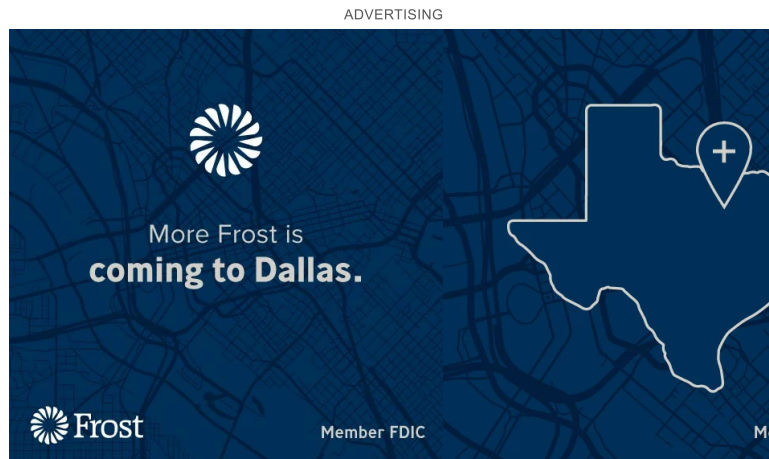 ADVERTISING
More Frost is
coming to Dallas.
Frost
Member FDIC